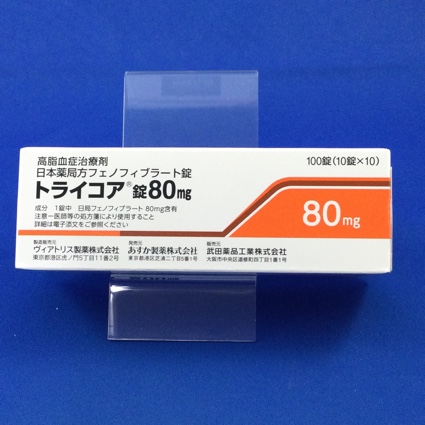 高脂血症治療剤
日本薬局方フェノフィブラート錠
トライコア®錠80mg
100錠(10錠×10)
80mg
成分 1錠中 日局フェノフィブラート 80mg含有
注意-医師等の処方箋により使用すること
詳細は電子添文をご参照ください
製造販売元
ヴィアトリス製薬株式会社
東京都港区虎ノ門5丁目11番2号
発売元
あすか製薬株式会社
東京都港区芝浦二丁目5番1号
販売元
武田薬品工業株式会社
大阪市中央区道修町四丁目1番1号